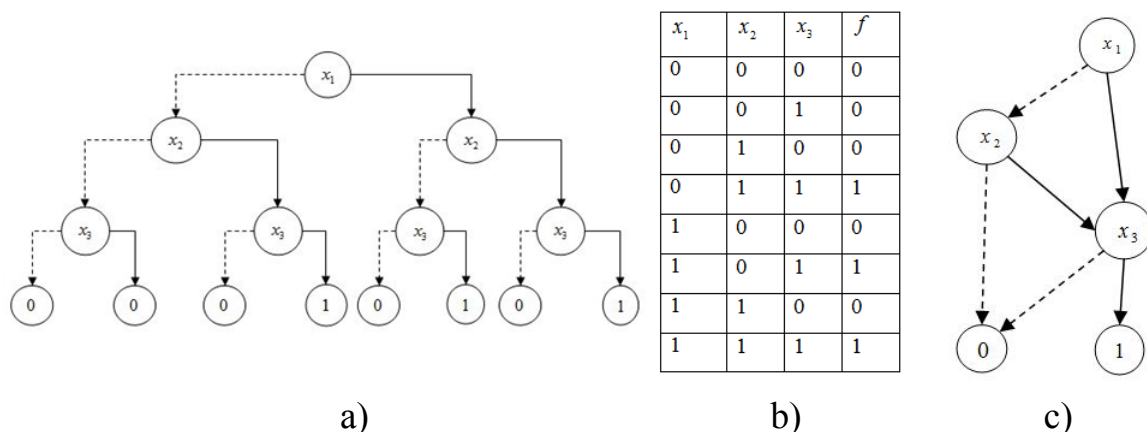 x₁
x₂ x₂
x₃ x₃ x₃ x₃
0 0 0 1 0 1 0 1
a)
x₁ x₂ x₃ f
0 0 0 0
0 0 1 0
0 1 0 0
0 1 1 1
1 0 0 0
1 0 1 1
1 1 0 0
1 1 1 1
b)
x₁
x₂
x₃
0 1
c)